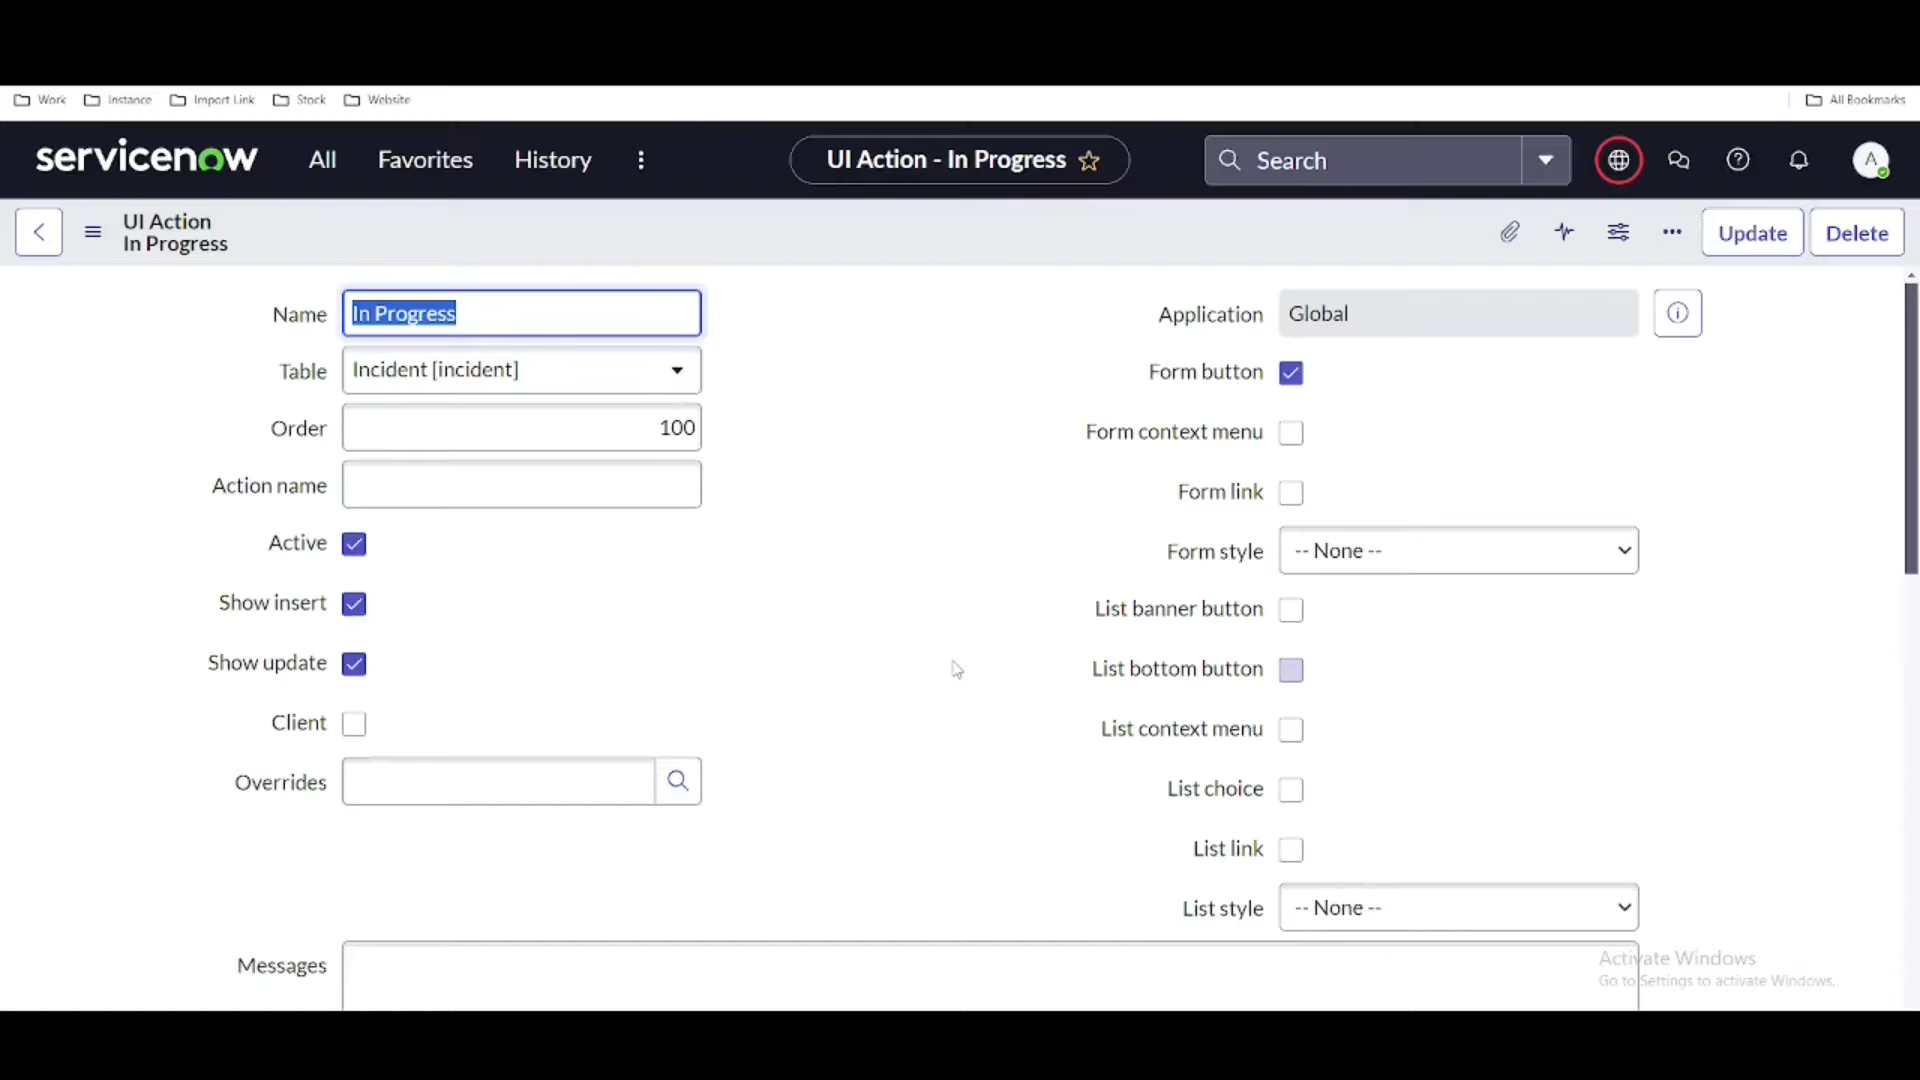 Work Instance Import Link Stock Website All Bookmarks
servicenow All Favorites History UI Action - In Progress Search A
UI Action
In Progress
Update Delete
Name In Progress
Table Incident [incident]
Order 100
Action name
Active
Show insert
Show update
Client
Overrides
Application Global
Form button
Form context menu
Form link
Form style -- None --
List banner button
List bottom button
List context menu
List choice
List link
List style -- None --
Messages
Activate Windows
Go to Settings to activate Windows.